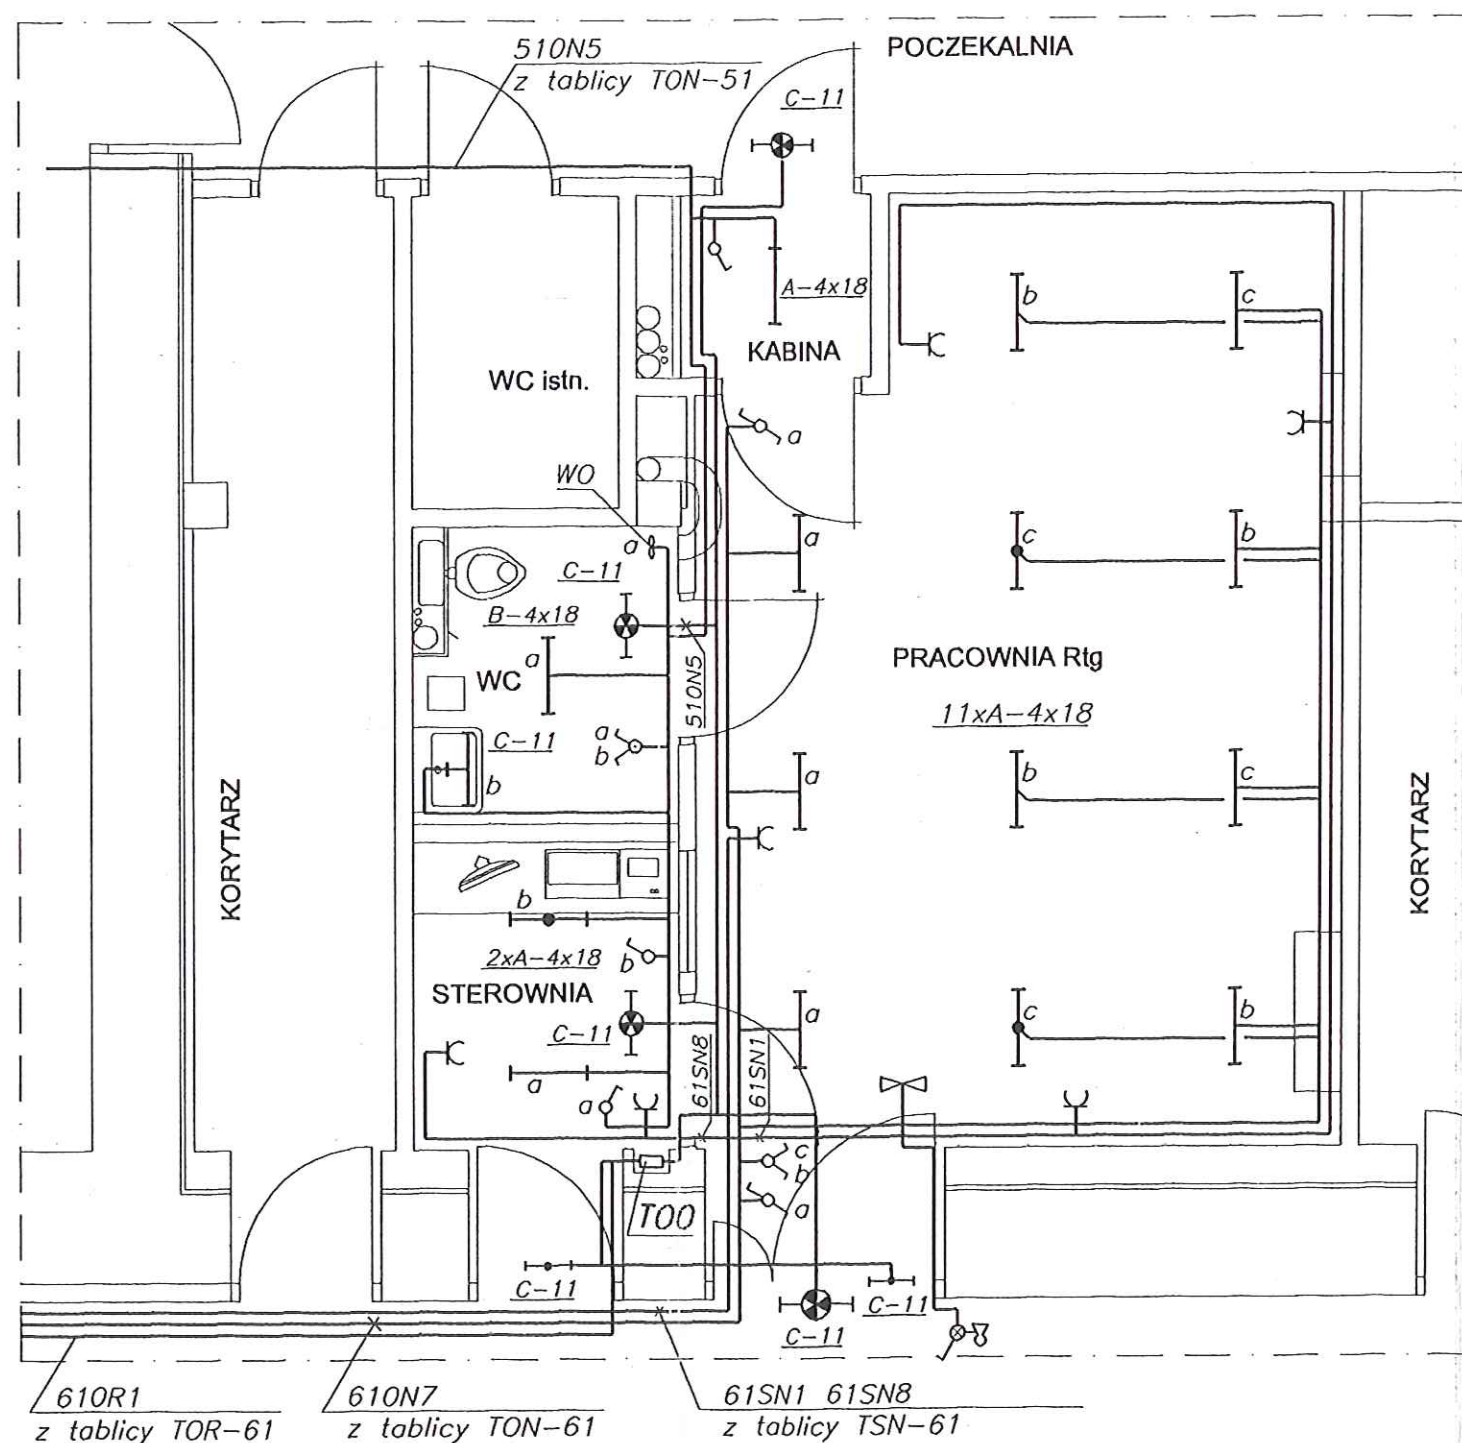 510N5
z tablicy TON-51
POCZEKALNIA
C-11
A-4x18
KABINA
b
c
WC istn.
a
WO
a
a
c
b
C-11
B-4x18
a
WC
510N5
PRACOWNIA Rtg
11xA-4x18
a
b
C-11
b
a
b
c
KORYTARZ
KORYTARZ
b
2xA-4x18
b
STEROWNIA
C-11
a
c
b
61SN8
61SN1
a
a
c
b
a
TOO
C-11
C-11
C-11
610R1
z tablicy TOR-61
610N7
z tablicy TON-61
61SN1 61SN8
z tablicy TSN-61